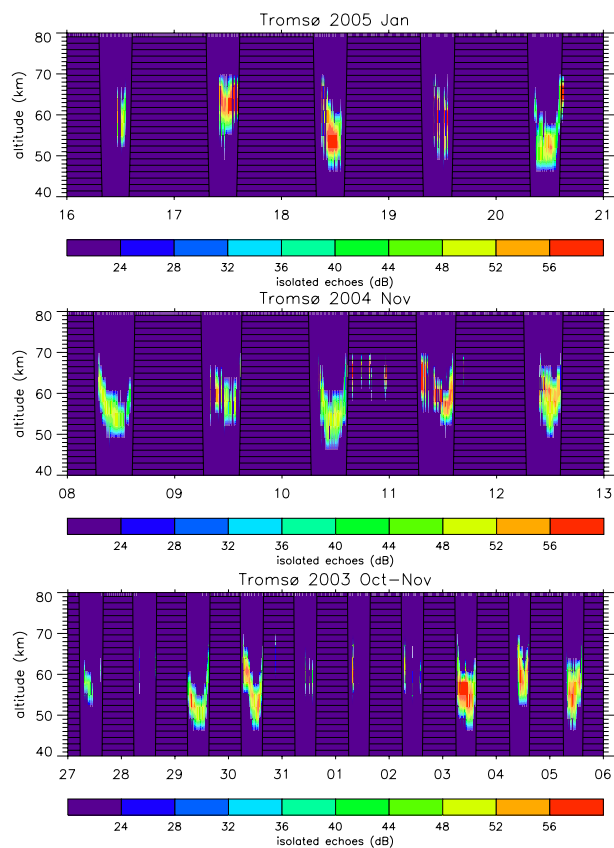 Tromsø 2005 Jan
altitude (km)
80
70
60
50
40
16 17 18 19 20 21
24 28 32 36 40 44 48 52 56
isolated echoes (dB)
Tromsø 2004 Nov
altitude (km)
80
70
60
50
40
08 09 10 11 12 13
24 28 32 36 40 44 48 52 56
isolated echoes (dB)
Tromsø 2003 Oct–Nov
altitude (km)
80
70
60
50
40
27 28 29 30 31 01 02 03 04 05 06
24 28 32 36 40 44 48 52 56
isolated echoes (dB)